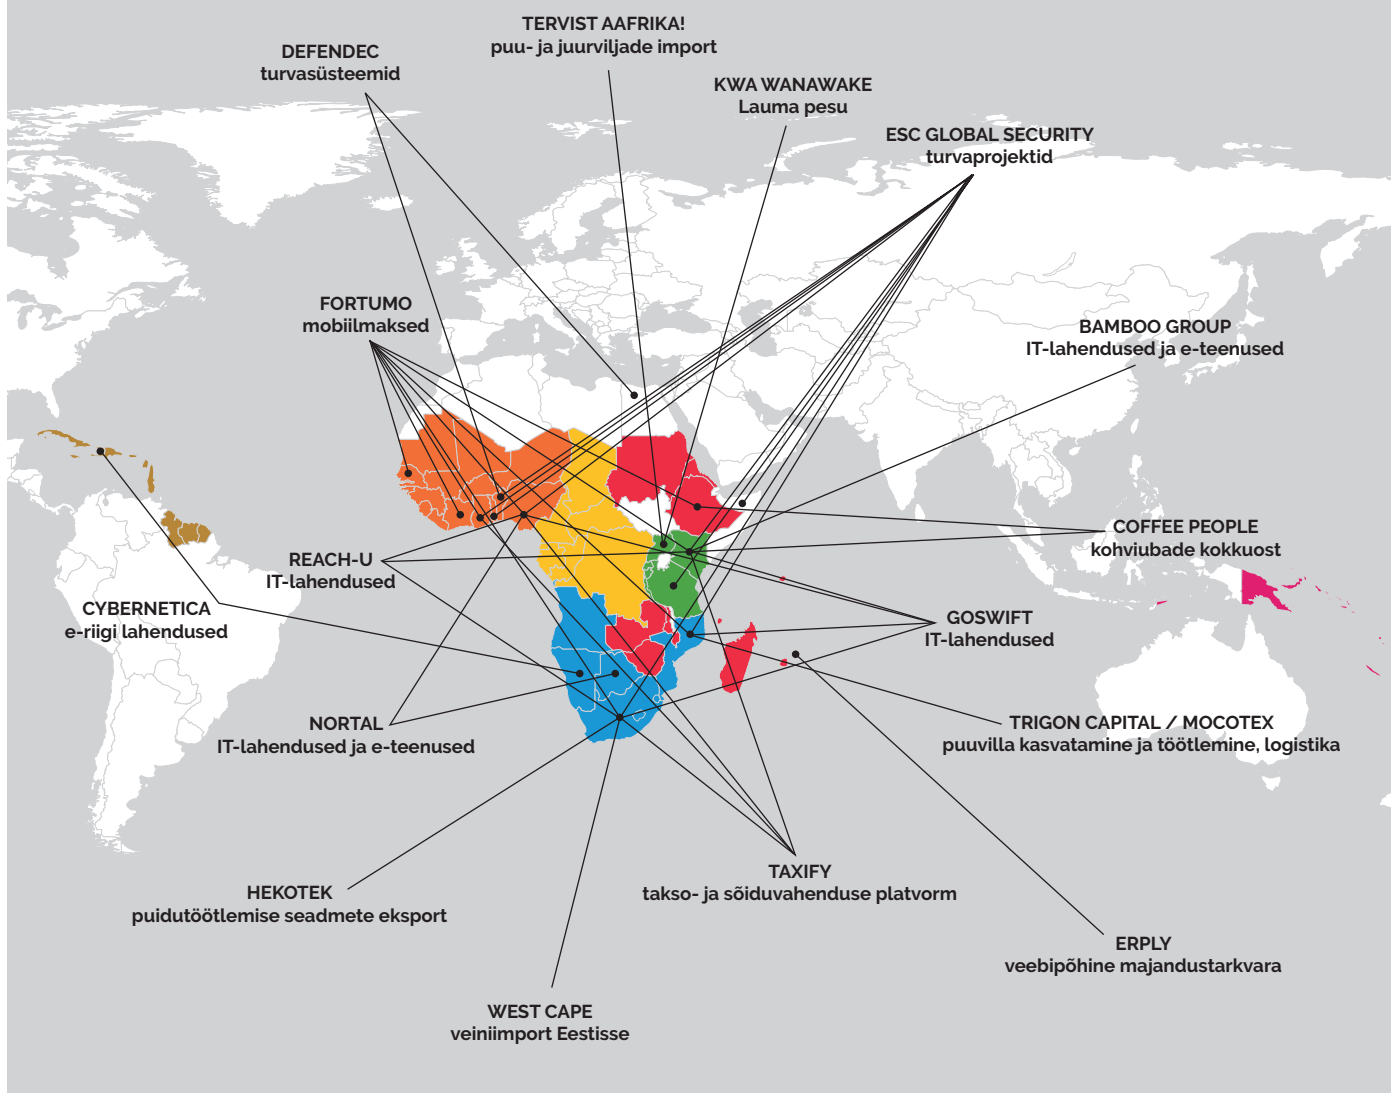 TERVIST AAFRIKA!
puu- ja juurviljade import
DEFENDEC
turvasüsteemid
KWA WANAWAKE
Lauma pesu
ESC GLOBAL SECURITY
turvaprojektid
FORTUMO
mobiilmaksed
BAMBOO GROUP
IT-lahendused ja e-teenused
COFFEE PEOPLE
kohviubade kokkuost
REACH-U
IT-lahendused
CYBERNETICA
e-riigi lahendused
GOSWIFT
IT-lahendused
NORTAL
IT-lahendused ja e-teenused
TRIGON CAPITAL / MOCOTEX
puuvilla kasvatamine ja töötlemine, logistika
TAXIFY
takso- ja sõiduvahenduse platvorm
HEKOTEK
puidutöötlemise seadmete eksport
ERPLY
veebipõhine majandustarkvara
WEST CAPE
veiniimport Eestisse